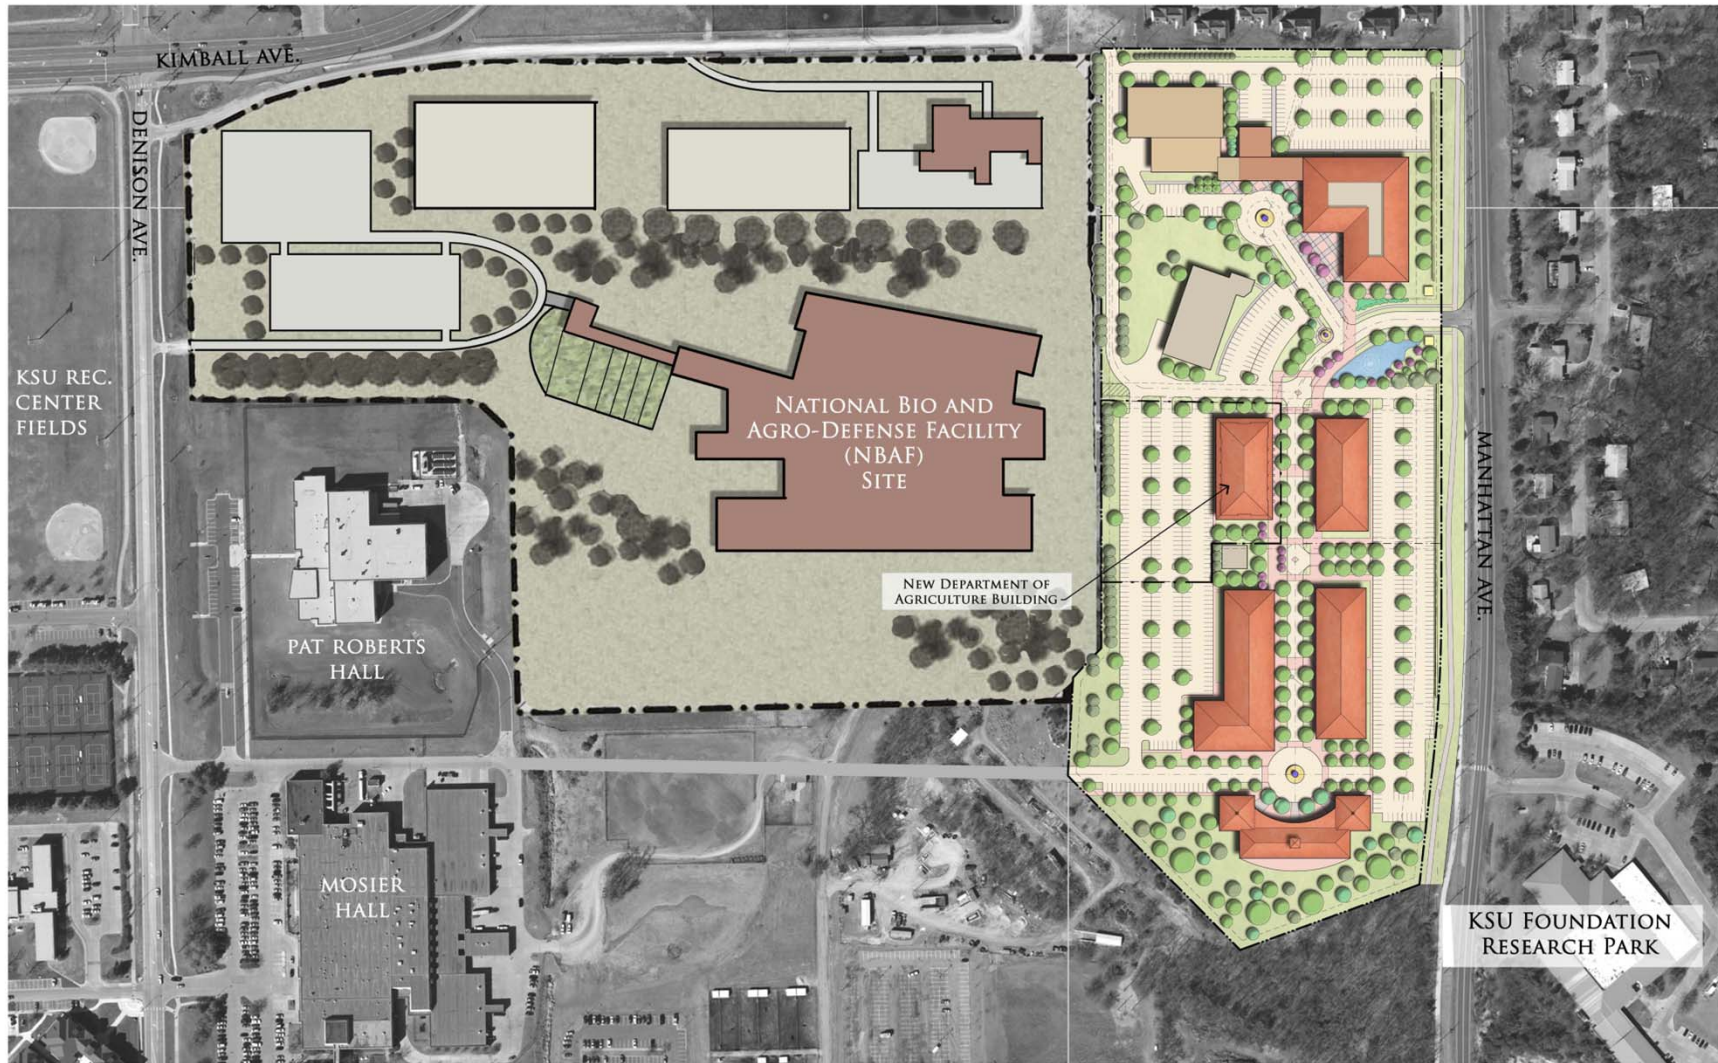 KIMBALL AVE.
DENISON AVE.
KSU REC.
CENTER
FIELDS
NATIONAL BIO AND
AGRO-DEFENSE FACILITY
(NBAF)
SITE
MANHATTAN AVE.
NEW DEPARTMENT OF
AGRICULTURE BUILDING
PAT ROBERTS
HALL
MOSIER
HALL
KSU FOUNDATION
RESEARCH PARK